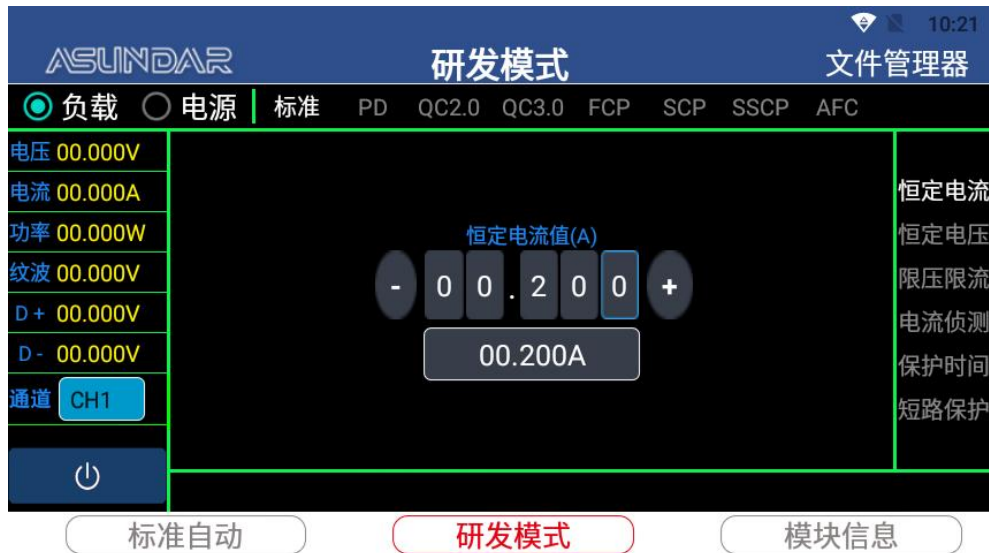 10:21
ASUNDAR 研发模式 文件管理器
负载 电源 标准 PD QC2.0 QC3.0 FCP SCP SSCP AFC
电压 00.000V
电流 00.000A
功率 00.000W
纹波 00.000V
D+ 00.000V
D- 00.000V
通道 CH1
恒定电流值(A)
- 0 0 . 2 0 0 +
00.200A
恒定电流
恒定电压
限压限流
电流侦测
保护时间
短路保护
标准自动 研发模式 模块信息